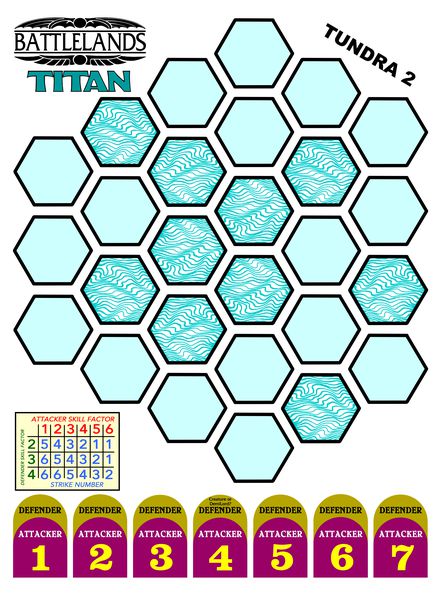 BATTLELANDS
TITAN
TUNDRA 2
ATTACKER SKILL FACTOR
1 2 3 4 5 6
DEFENDER SKILL FACTOR
2 5 4 3 2 1 1
3 6 5 4 3 2 1
4 6 6 5 4 3 2
STRIKE NUMBER
Creature or
DemiLord?
DEFENDER DEFENDER DEFENDER DEFENDER DEFENDER DEFENDER DEFENDER
ATTACKER ATTACKER ATTACKER ATTACKER ATTACKER ATTACKER ATTACKER
1 2 3 4 5 6 7